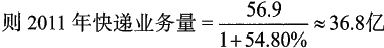 则 2011 年快递业务量 = 56.9 / (1+54.80%) ≈ 36.8亿